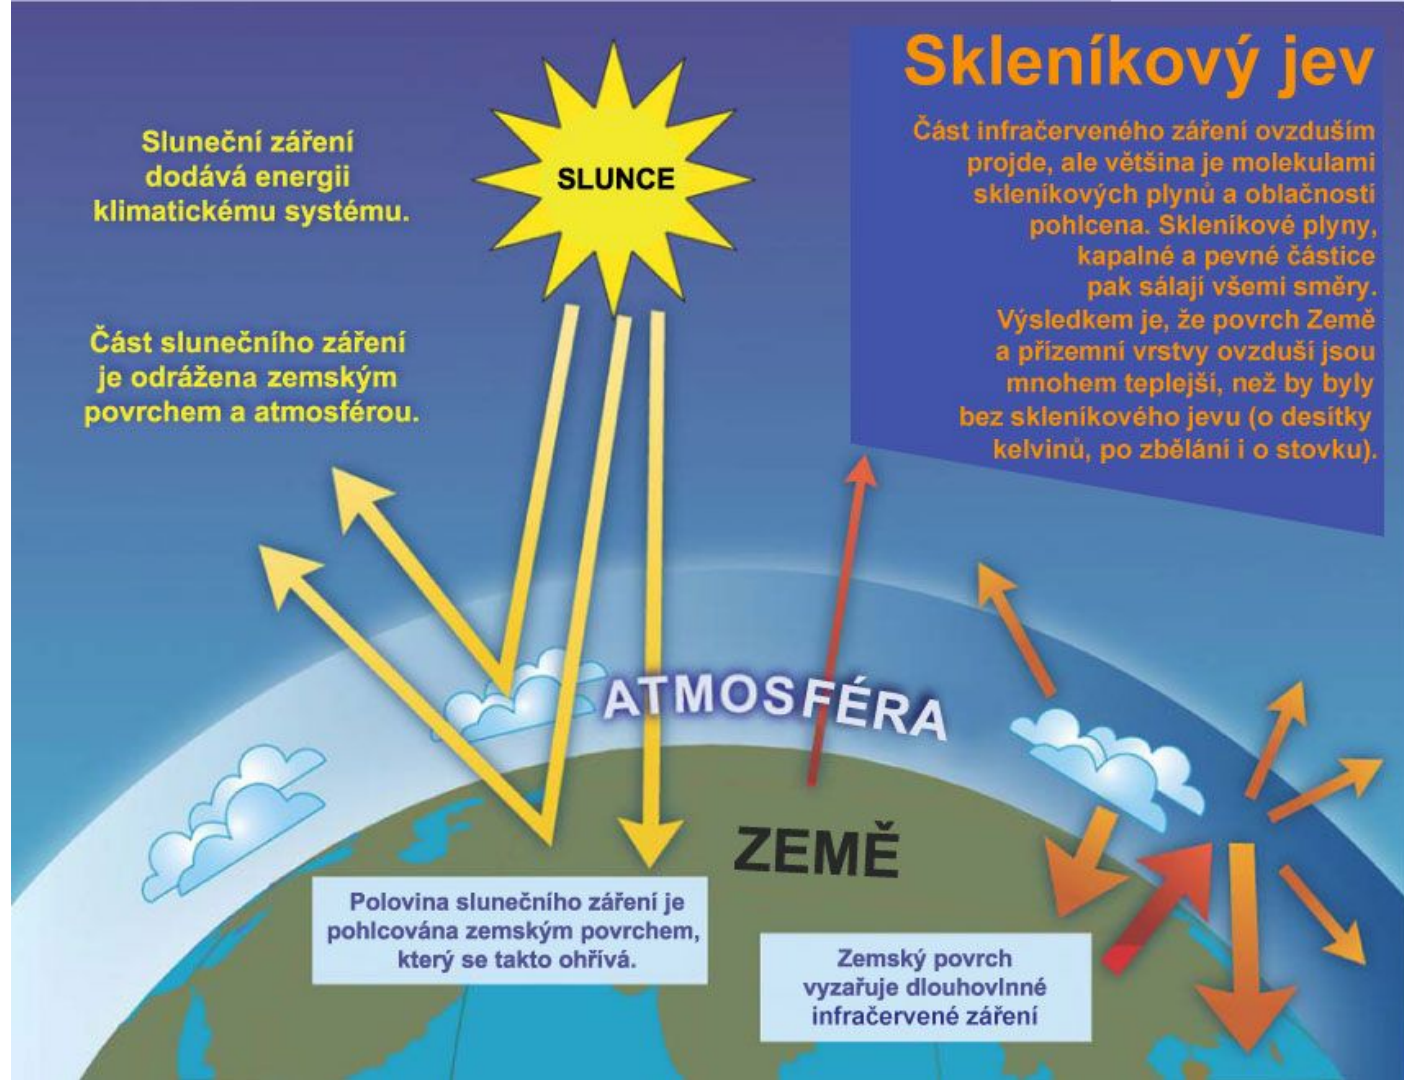 Skleníkový jev
Část infračerveného záření ovzduším
projde, ale většina je molekulami
skleníkových plynů a oblačností
pohlcena. Skleníkové plyny,
kapalné a pevné částice
pak sálají všemi směry.
Výsledkem je, že povrch Země
a přízemní vrstvy ovzduší jsou
mnohem teplejší, než by byly
bez skleníkového jevu (o desítky
kelvinů, po zbělání i o stovku).
Sluneční záření
dodává energii
klimatickému systému.
SLUNCE
Část slunečního záření
je odrážena zemským
povrchem a atmosférou.
ATMOSFÉRA
ZEMĚ
Polovina slunečního záření je
pohlcována zemským povrchem,
který se takto ohřívá.
Zemský povrch
vyzařuje dlouhovlnné
infračervené záření